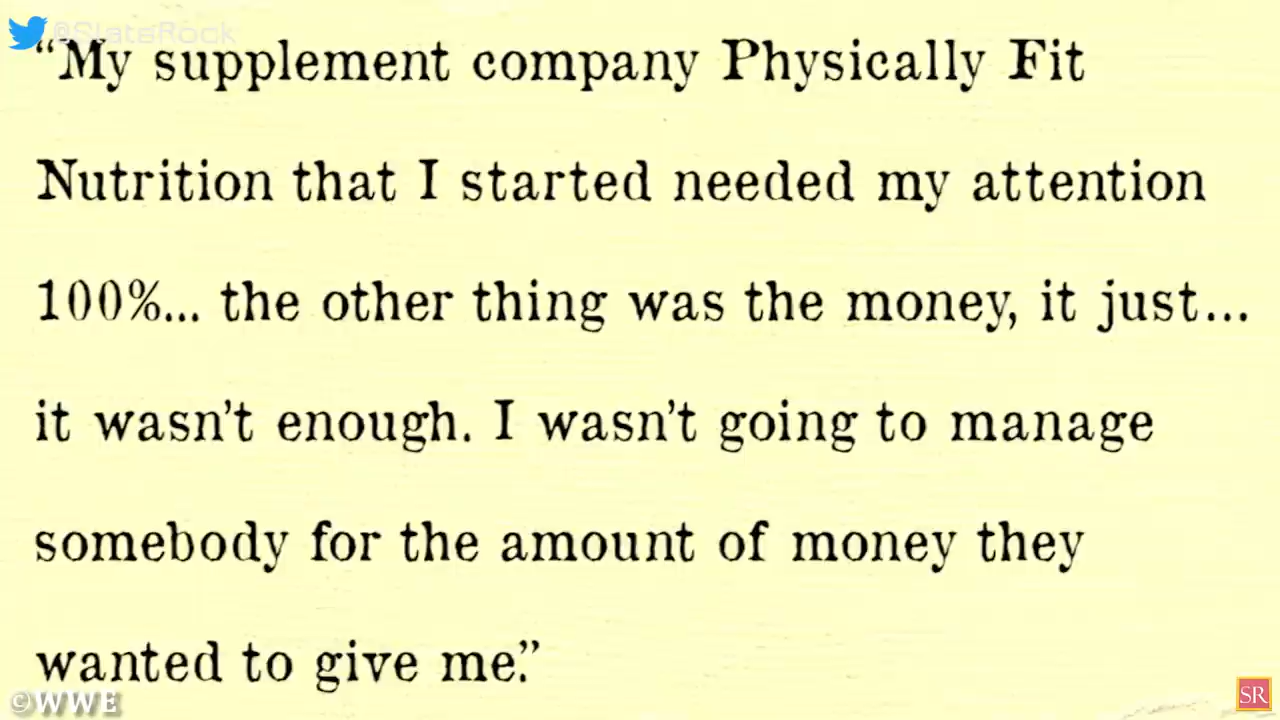 @SlateRock
“My supplement company Physically Fit
Nutrition that I started needed my attention
100%... the other thing was the money, it just...
it wasn’t enough. I wasn’t going to manage
somebody for the amount of money they
wanted to give me.”
©WWE
SR